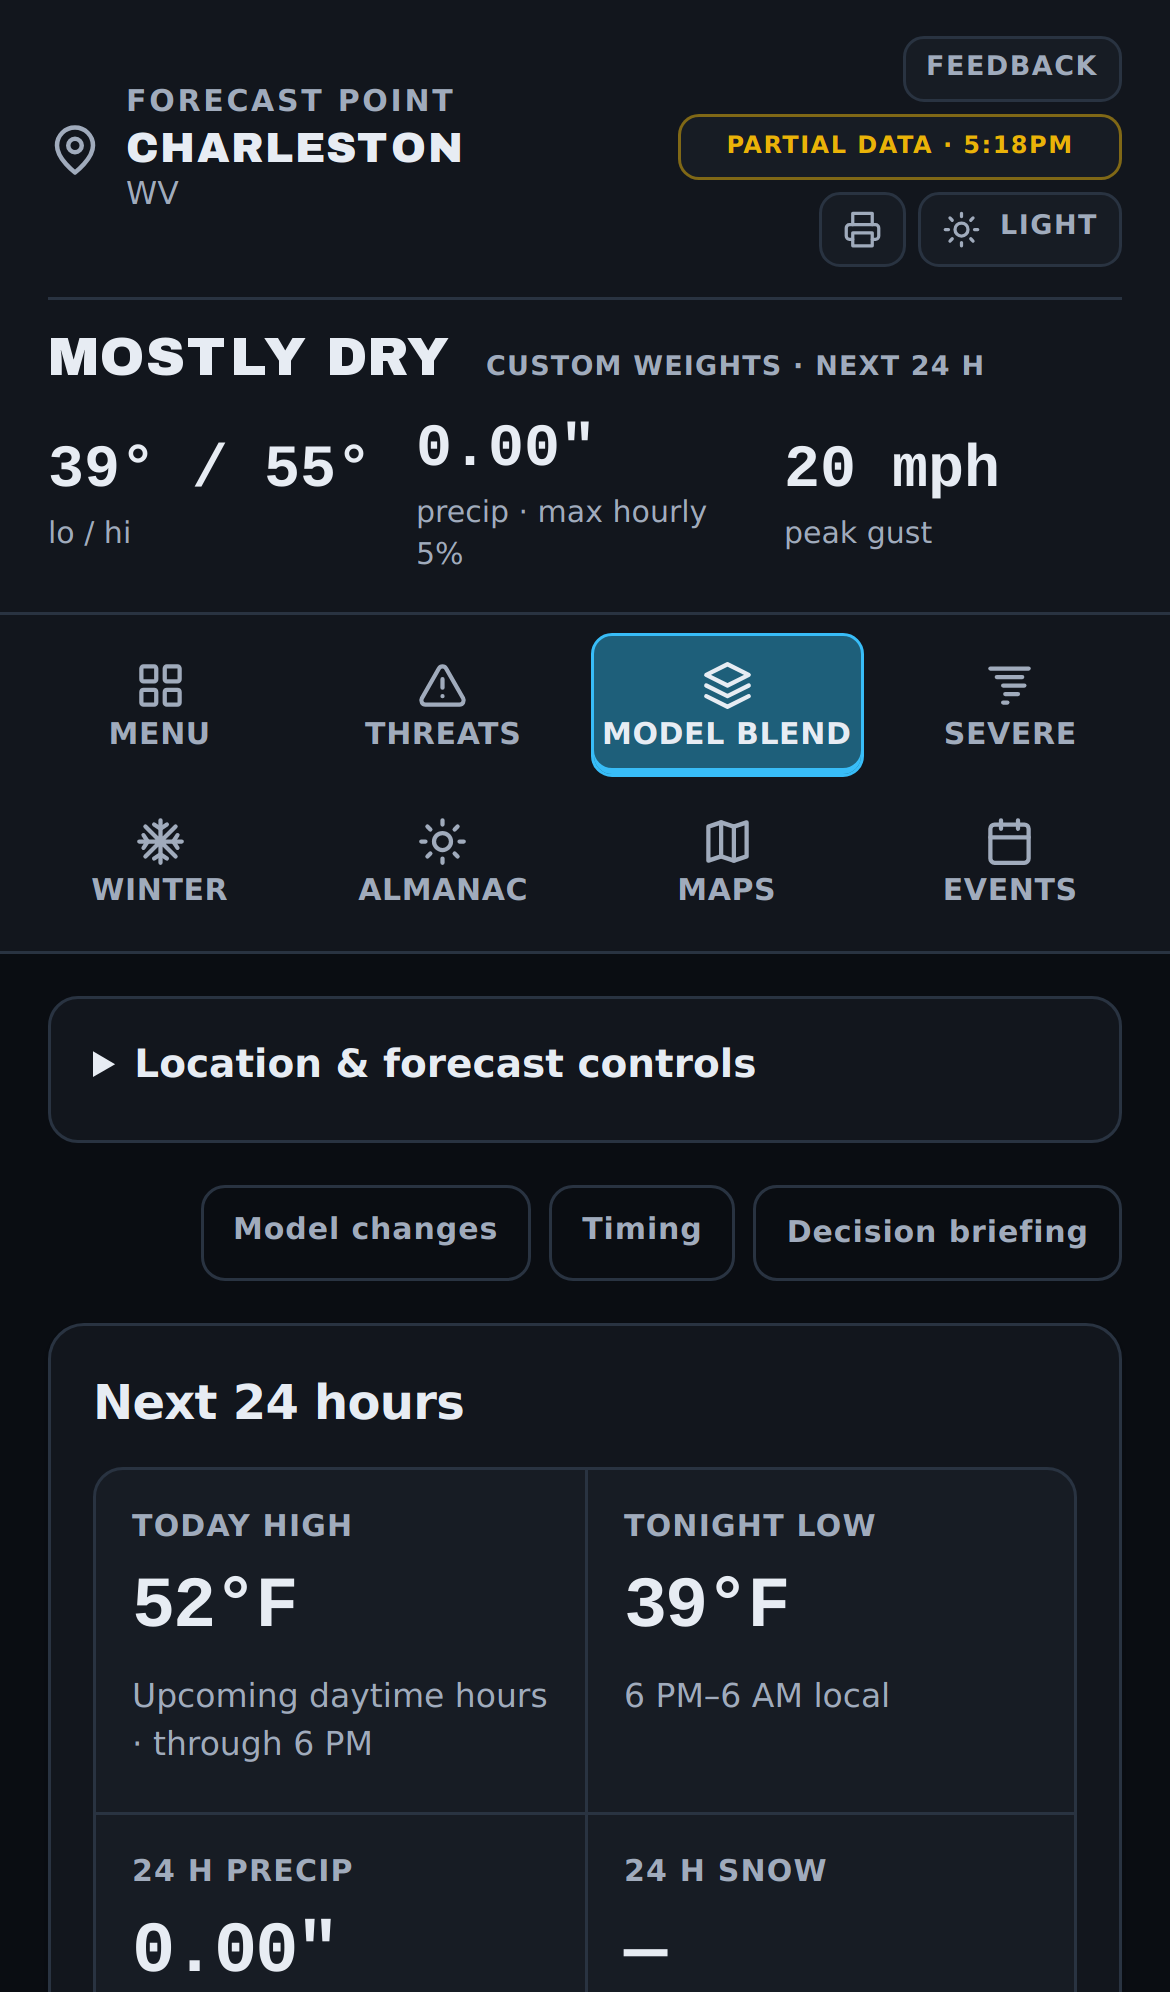 FEEDBACK
FORECAST POINT
CHARLESTON
WV
PARTIAL DATA · 5:18PM
LIGHT
MOSTLY DRY CUSTOM WEIGHTS · NEXT 24 H
39° / 55°
lo / hi
0.00"
precip · max hourly
5%
20 mph
peak gust
MENU
THREATS
MODEL BLEND
SEVERE
WINTER
ALMANAC
MAPS
EVENTS
Location & forecast controls
Model changes
Timing
Decision briefing
Next 24 hours
TODAY HIGH
52°F
Upcoming daytime hours
· through 6 PM
TONIGHT LOW
39°F
6 PM–6 AM local
24 H PRECIP
0.00"
24 H SNOW
—